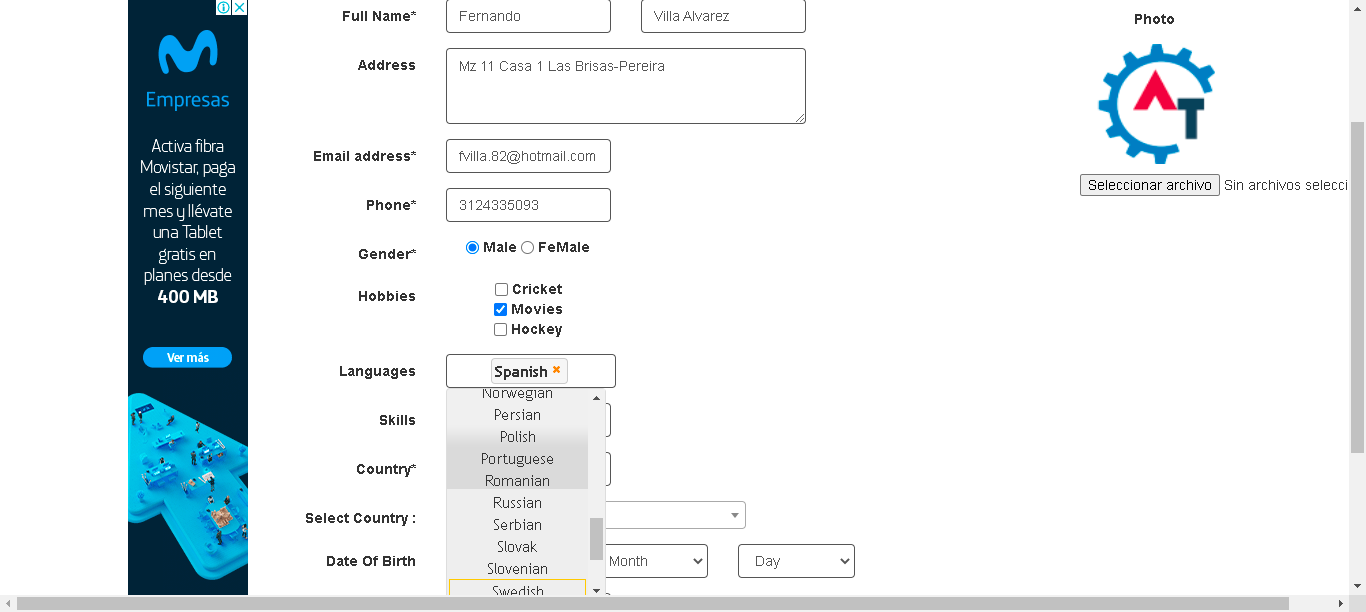 Full Name*
Fernando
Villa Alvarez
Photo
Address
Mz 11 Casa 1 Las Brisas-Pereira
AT
Email address*
fvilla.82@hotmail.com
Seleccionar archivo Sin archivos selecci
Phone*
3124335093
Gender*
Male
FeMale
Hobbies
Cricket
Movies
Hockey
Languages
Spanish
Norwegian
Persian
Polish
Portuguese
Romanian
Russian
Serbian
Slovak
Slovenian
Swedish
Skills
Country*
Select Country :
Date Of Birth
Month
Day
Empresas
Activa fibra
Movistar, paga
el siguiente
mes y llévate
una Tablet
gratis en
planes desde
400 MB
Ver más